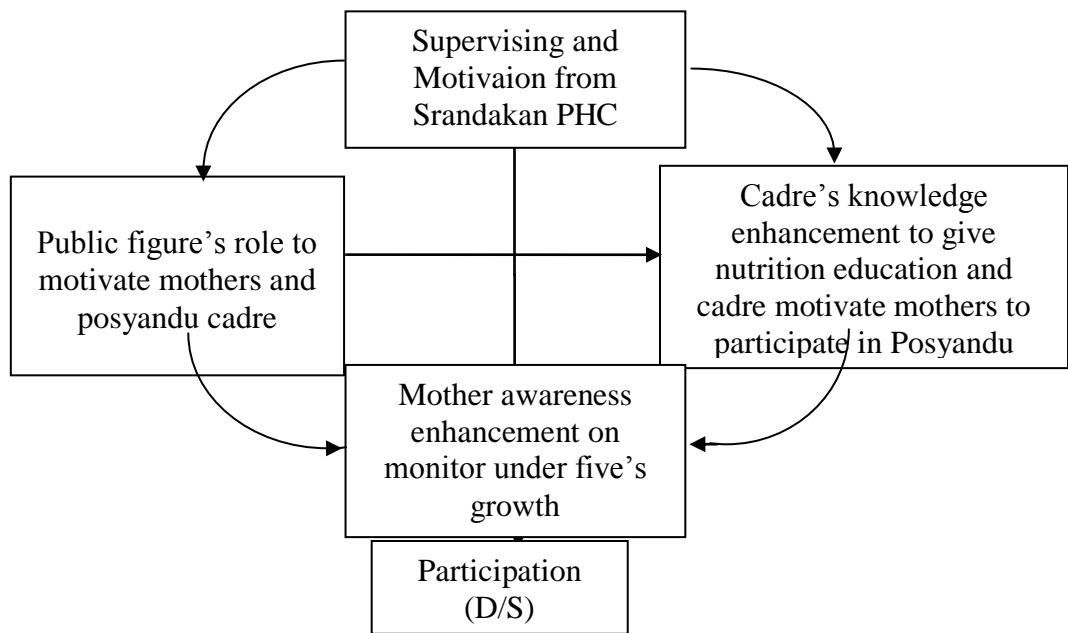 Supervising and
Motivaion from
Srandakan PHC
Public figure’s role to
motivate mothers and
posyandu cadre
Cadre’s knowledge
enhancement to give
nutrition education and
cadre motivate mothers to
participate in Posyandu
Mother awareness
enhancement on
monitor under five’s
growth
Participation
(D/S)